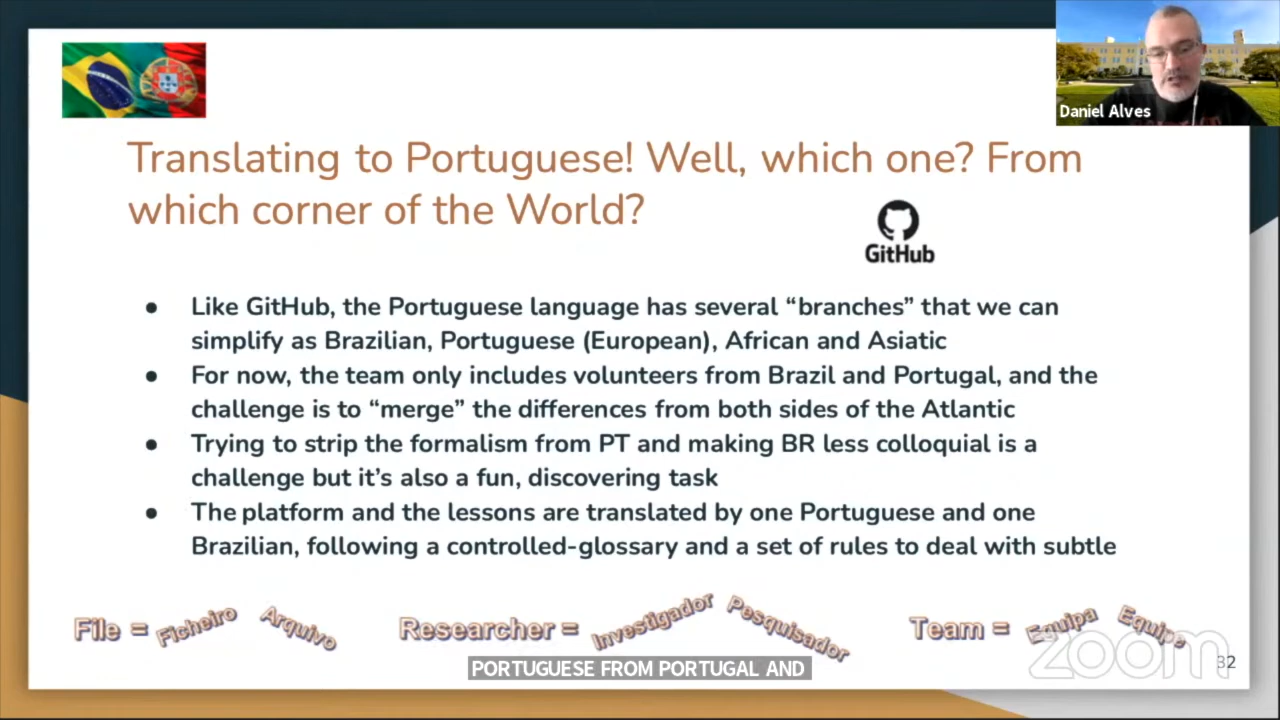 Daniel Alves
Translating to Portuguese! Well, which one? From
which corner of the World?
GitHub
● Like GitHub, the Portuguese language has several “branches” that we can
simplify as Brazilian, Portuguese (European), African and Asiatic
● For now, the team only includes volunteers from Brazil and Portugal, and the
challenge is to “merge” the differences from both sides of the Atlantic
● Trying to strip the formalism from PT and making BR less colloquial is a
challenge but it’s also a fun, discovering task
● The platform and the lessons are translated by one Portuguese and one
Brazilian, following a controlled-glossary and a set of rules to deal with subtle
File = Ficheiro Arquivo Researcher = Investigador Pesquisador Team = Equipa Equipe
zoom
32
PORTUGUESE FROM PORTUGAL AND